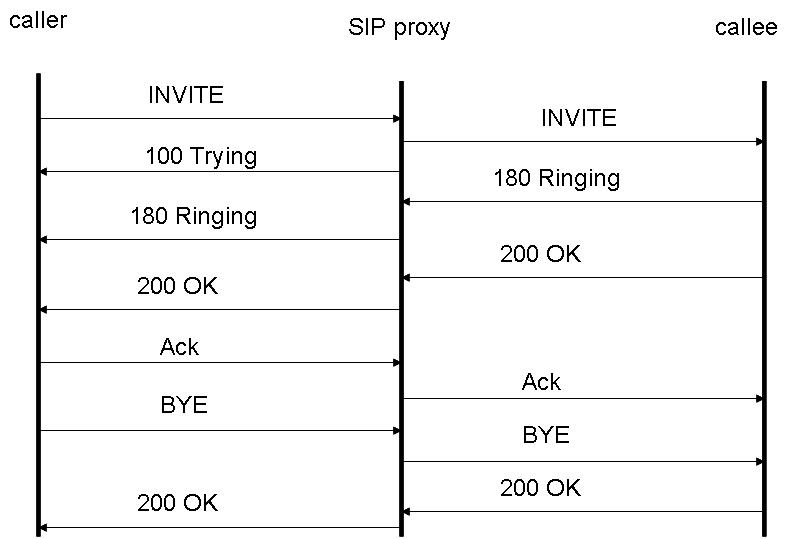 caller
SIP proxy
callee
INVITE
INVITE
100 Trying
180 Ringing
180 Ringing
200 OK
200 OK
Ack
Ack
BYE
BYE
200 OK
200 OK